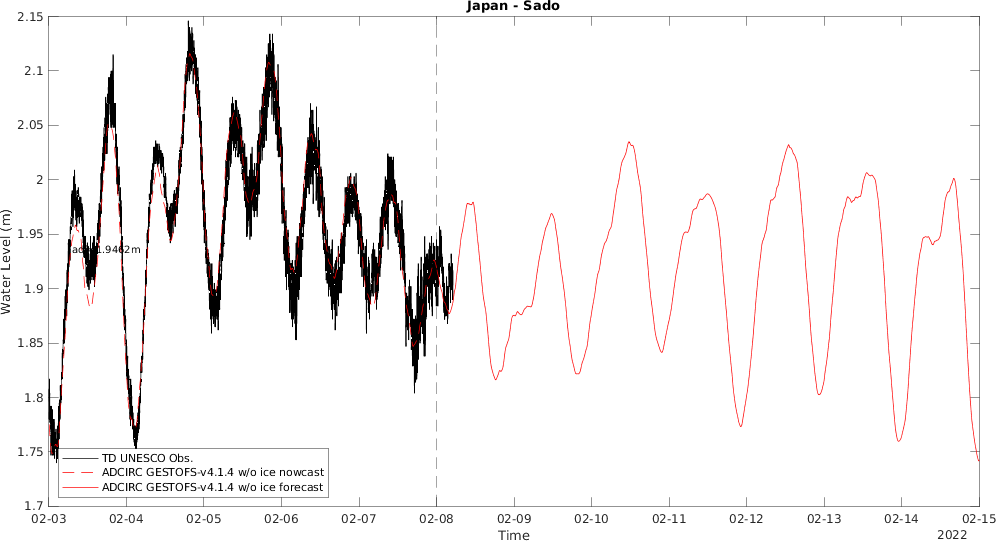 Japan - Sado
Water Level (m)
2.15
2.1
2.05
2
1.95
1.9
1.85
1.8
1.75
1.7
1.9462m
TD UNESCO Obs.
ADCIRC GESTOFS-v4.1.4 w/o ice nowcast
ADCIRC GESTOFS-v4.1.4 w/o ice forecast
02-03 02-04 02-05 02-06 02-07 02-08 02-09 02-10 02-11 02-12 02-13 02-14 02-15
Time
2022